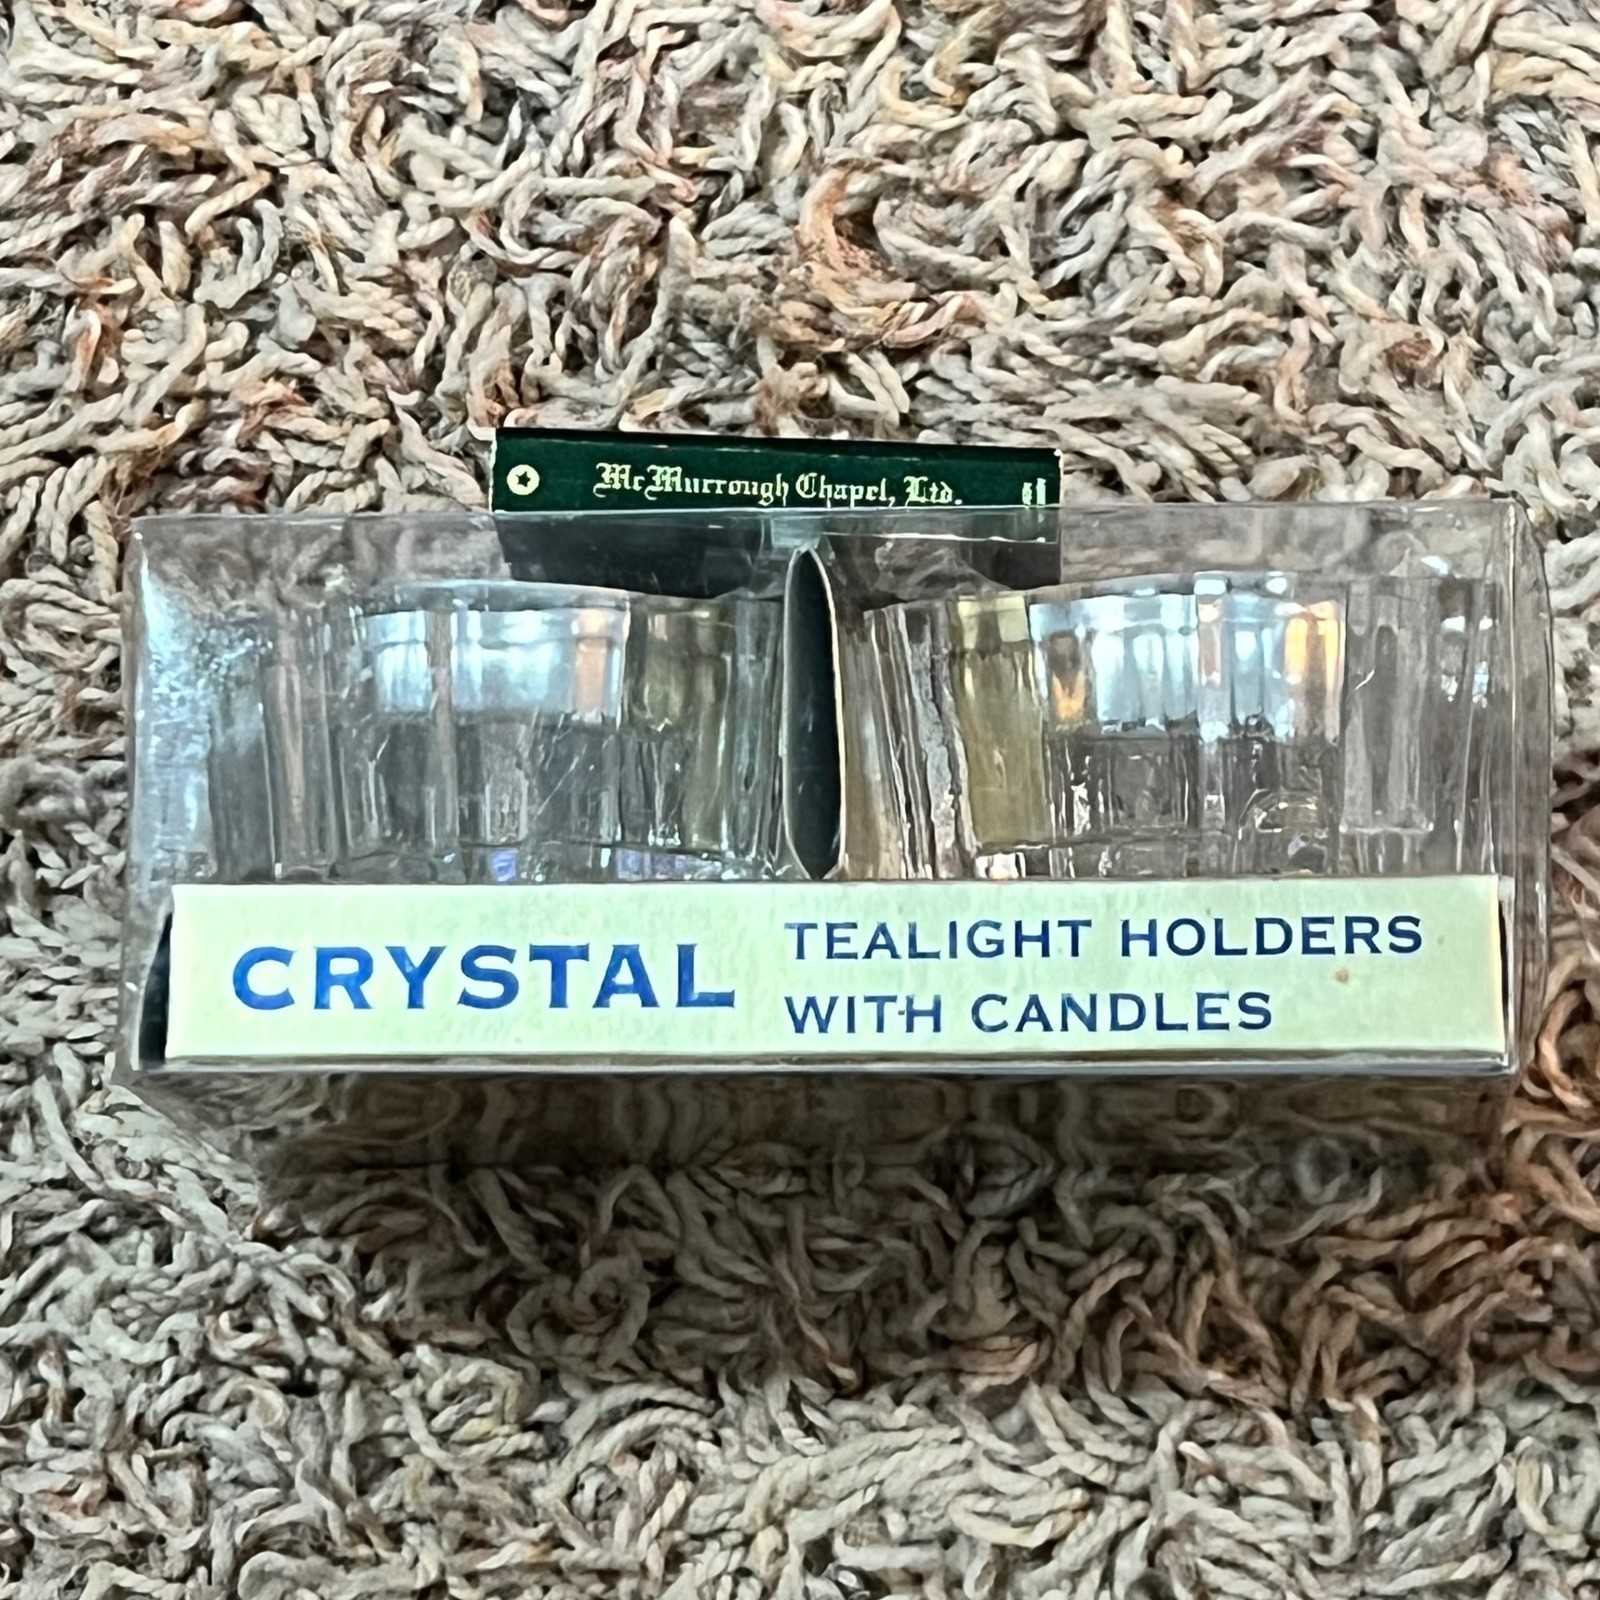 McMurrough Chapel, Ltd.
CRYSTAL
TEALIGHT HOLDERS
WITH CANDLES